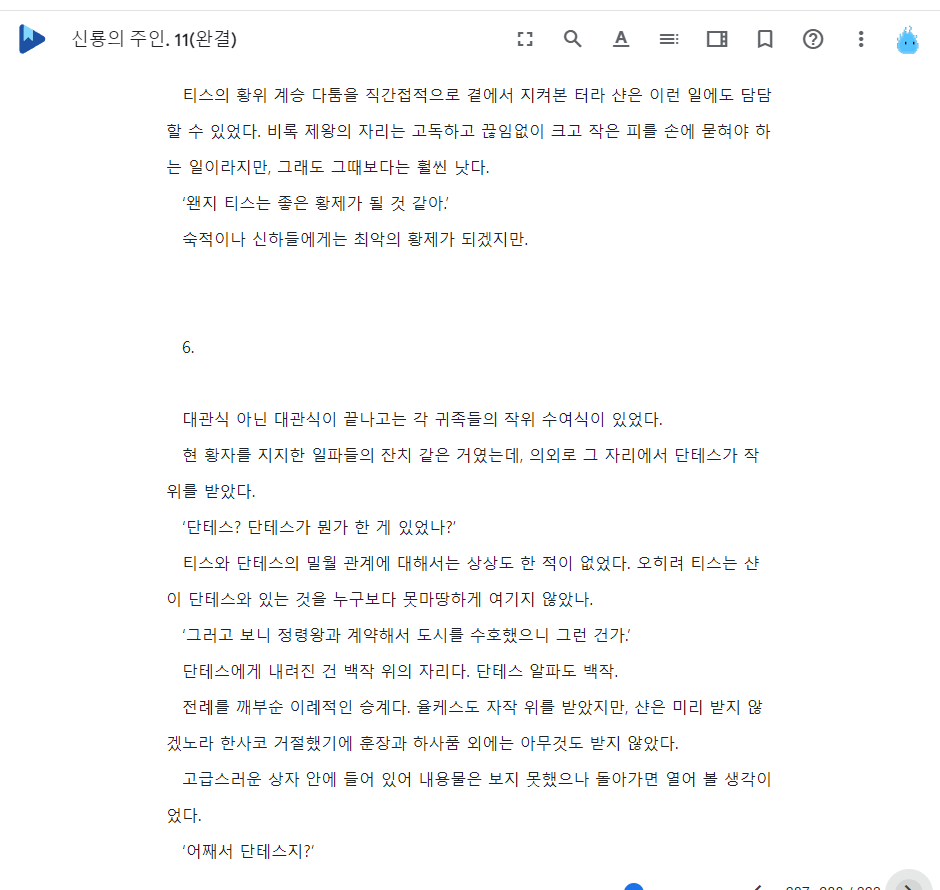 신룡의 주인. 11(완결)
티스의 황위 계승 다툼을 직간접적으로 곁에서 지켜본 터라 샨은 이런 일에도 담담
할 수 있었다. 비록 제왕의 자리는 고독하고 끊임없이 크고 작은 피를 손에 묻혀야 하
는 일이라지만, 그래도 그때보다는 훨씬 낫다.
‘왠지 티스는 좋은 황제가 될 것 같아.’
숙적이나 신하들에게는 최악의 황제가 되겠지만.
6.
대관식 아닌 대관식이 끝나고는 각 귀족들의 작위 수여식이 있었다.
현 황자를 지지한 일파들의 잔치 같은 거였는데, 의외로 그 자리에서 단테스가 작
위를 받았다.
‘단테스? 단테스가 뭔가 한 게 있었나?’
티스와 단테스의 밀월 관계에 대해서는 상상도 한 적이 없었다. 오히려 티스는 샨
이 단테스와 있는 것을 누구보다 못마땅하게 여기지 않았나.
‘그러고 보니 정령왕과 계약해서 도시를 수호했으니 그런 건가.’
단테스에게 내려진 건 백작 위의 자리다. 단테스 알파도 백작.
전례를 깨부순 이례적인 승계다. 율케스도 자작 위를 받았지만, 샨은 미리 받지 않
겠노라 한사코 거절했기에 훈장과 하사품 외에는 아무것도 받지 않았다.
고급스러운 상자 안에 들어 있어 내용물은 보지 못했으나 돌아가면 열어 볼 생각이
었다.
‘어째서 단테스지?’